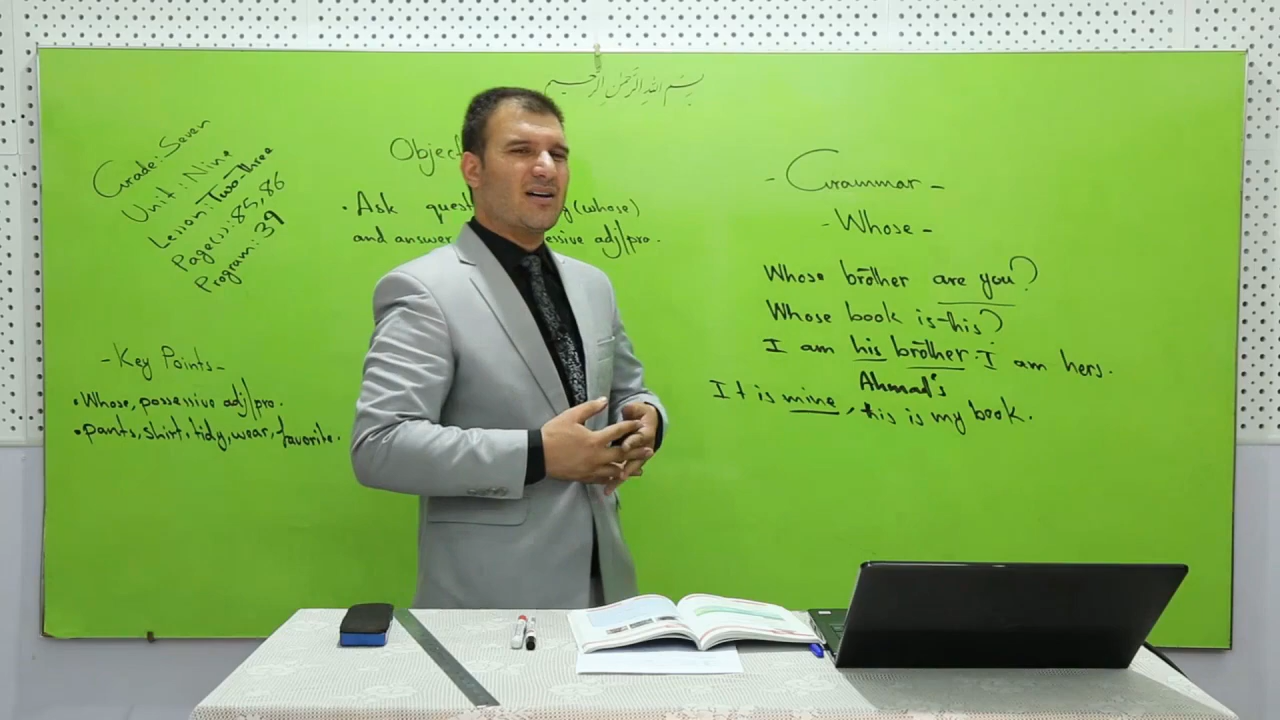 بسم الله الرحمن الرحیم
Grade: Seven
Unit: Nine
Lesson: Two-Three
Page(s): 85, 86
Program: 39
• Ask (whose)
and answer adj/pro.
- Key Points -
• Whose, possessive adj/pro.
• pants, shirt, tidy, wear, favorite.
- Grammar -
- Whose -
Whose brother are you?
Whose book is this?
I am his brother. I am hers.
Ahmad's
It is mine, this is my book.